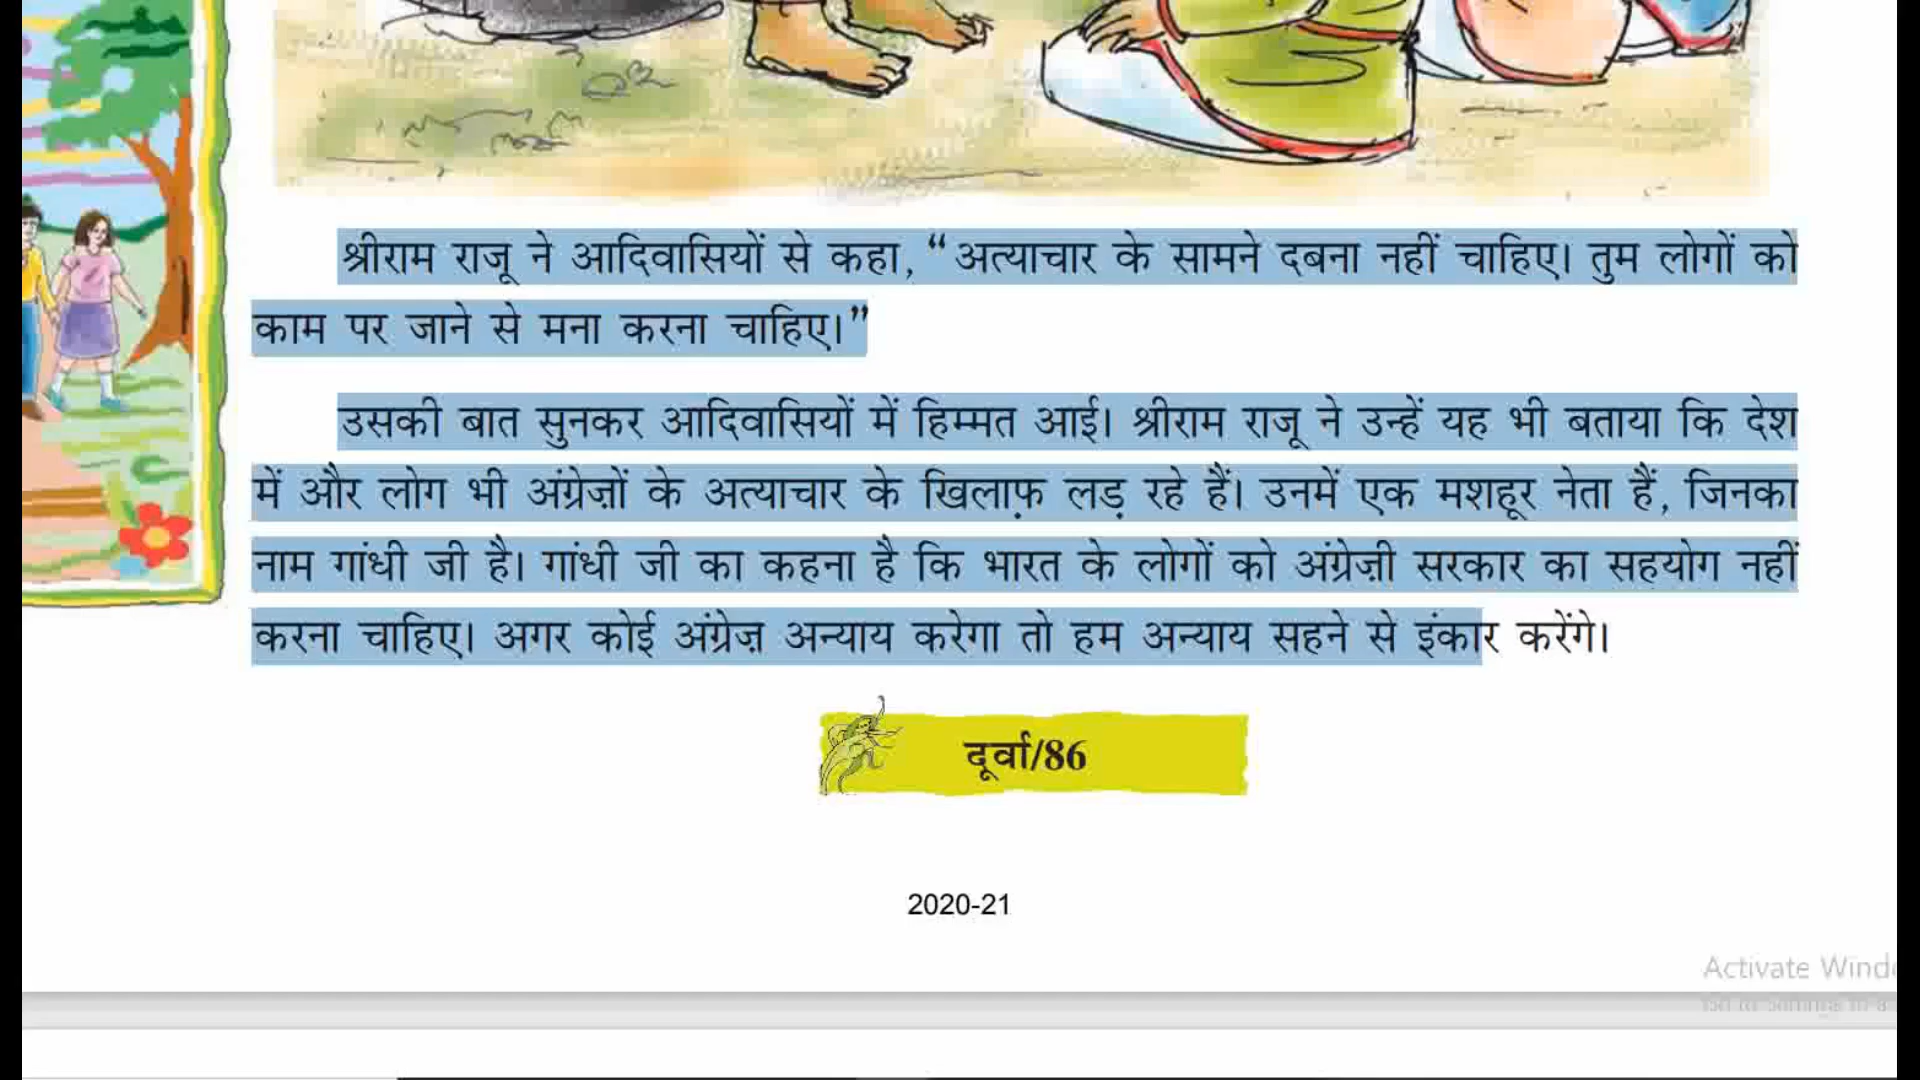 श्रीराम राजू ने आदिवासियों से कहा, “अत्याचार के सामने दबना नहीं चाहिए। तुम लोगों को
काम पर जाने से मना करना चाहिए।”
उसकी बात सुनकर आदिवासियों में हिम्मत आई। श्रीराम राजू ने उन्हें यह भी बताया कि देश
में और लोग भी अंग्रेज़ों के अत्याचार के खिलाफ़ लड़ रहे हैं। उनमें एक मशहूर नेता हैं, जिनका
नाम गांधी जी है। गांधी जी का कहना है कि भारत के लोगों को अंग्रेज़ी सरकार का सहयोग नहीं
करना चाहिए। अगर कोई अंग्रेज़ अन्याय करेगा तो हम अन्याय सहने से इंकार करेंगे।
दूर्वा/86
2020-21
Activate Wind